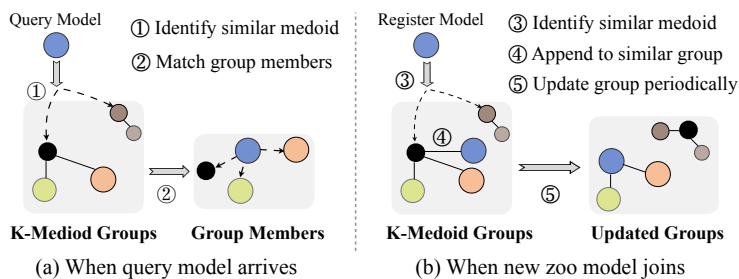 Query Model
① Identify similar medoid
② Match group members
①
②
K-Mediod Groups
Group Members
(a) When query model arrives
Register Model
③ Identify similar medoid
④ Append to similar group
⑤ Update group periodically
③
④
⑤
K-Medoid Groups
Updated Groups
(b) When new zoo model joins